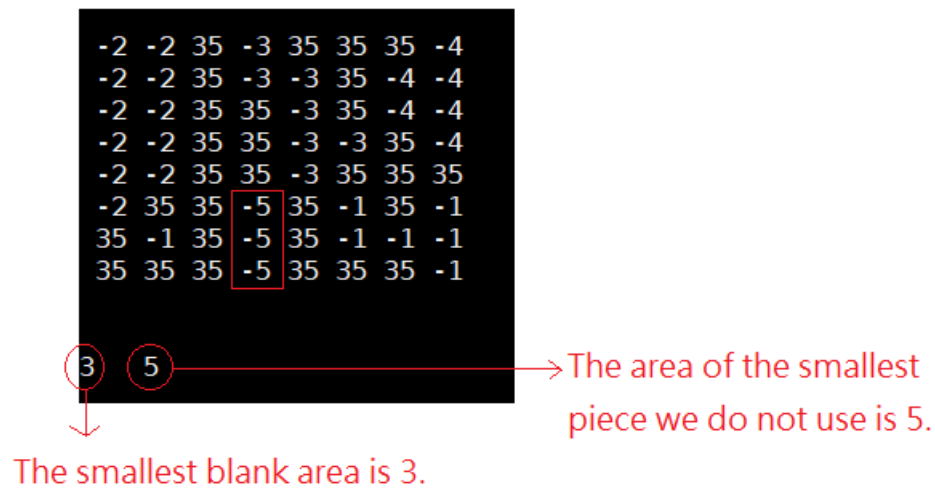 -2 -2 35 -3 35 35 35 -4
-2 -2 35 -3 -3 35 -4 -4
-2 -2 35 35 -3 35 -4 -4
-2 -2 35 35 -3 -3 35 -4
-2 -2 35 35 -3 35 35 35
-2 35 35 -5 35 -1 35 -1
35 -1 35 -5 35 -1 -1 -1
35 35 35 -5 35 35 35 -1
3 5
The area of the smallest
piece we do not use is 5.
The smallest blank area is 3.